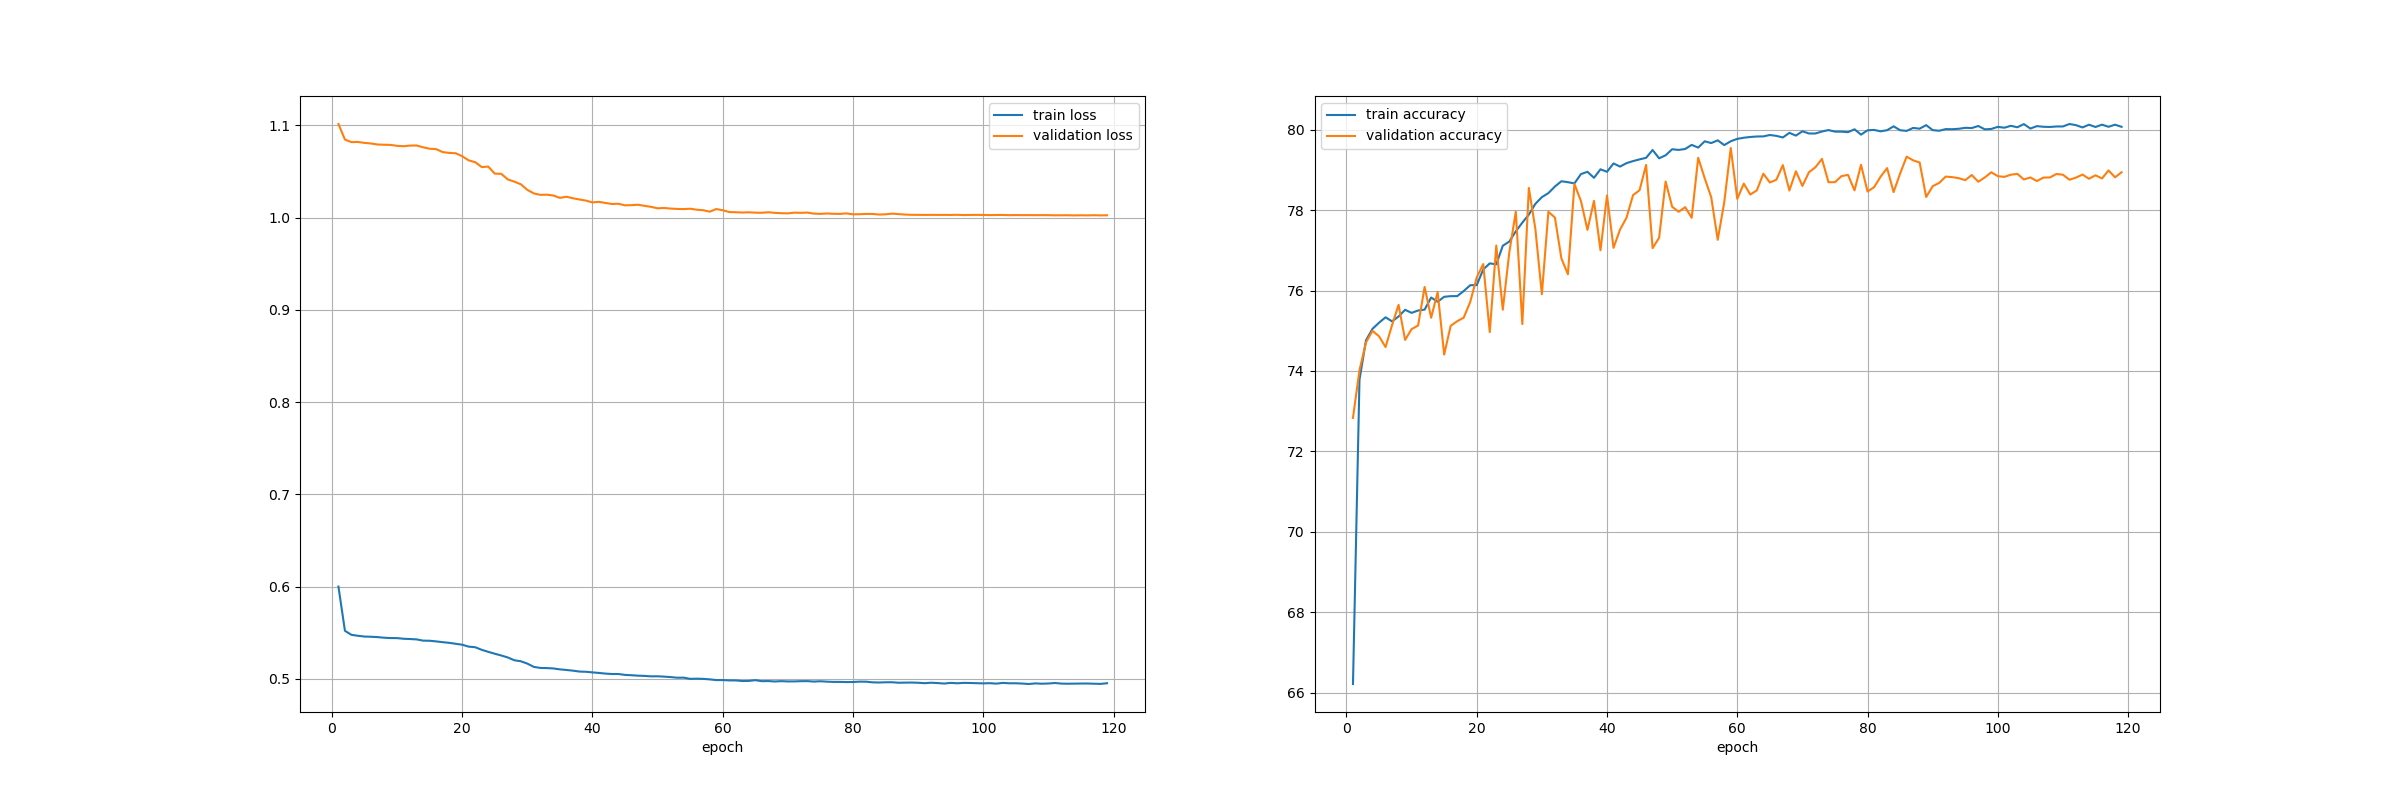 train loss
validation loss
1.1
1.0
0.9
0.8
0.7
0.6
0.5
0 20 40 60 80 100 120
epoch
train accuracy
validation accuracy
80
78
76
74
72
70
68
66
0 20 40 60 80 100 120
epoch